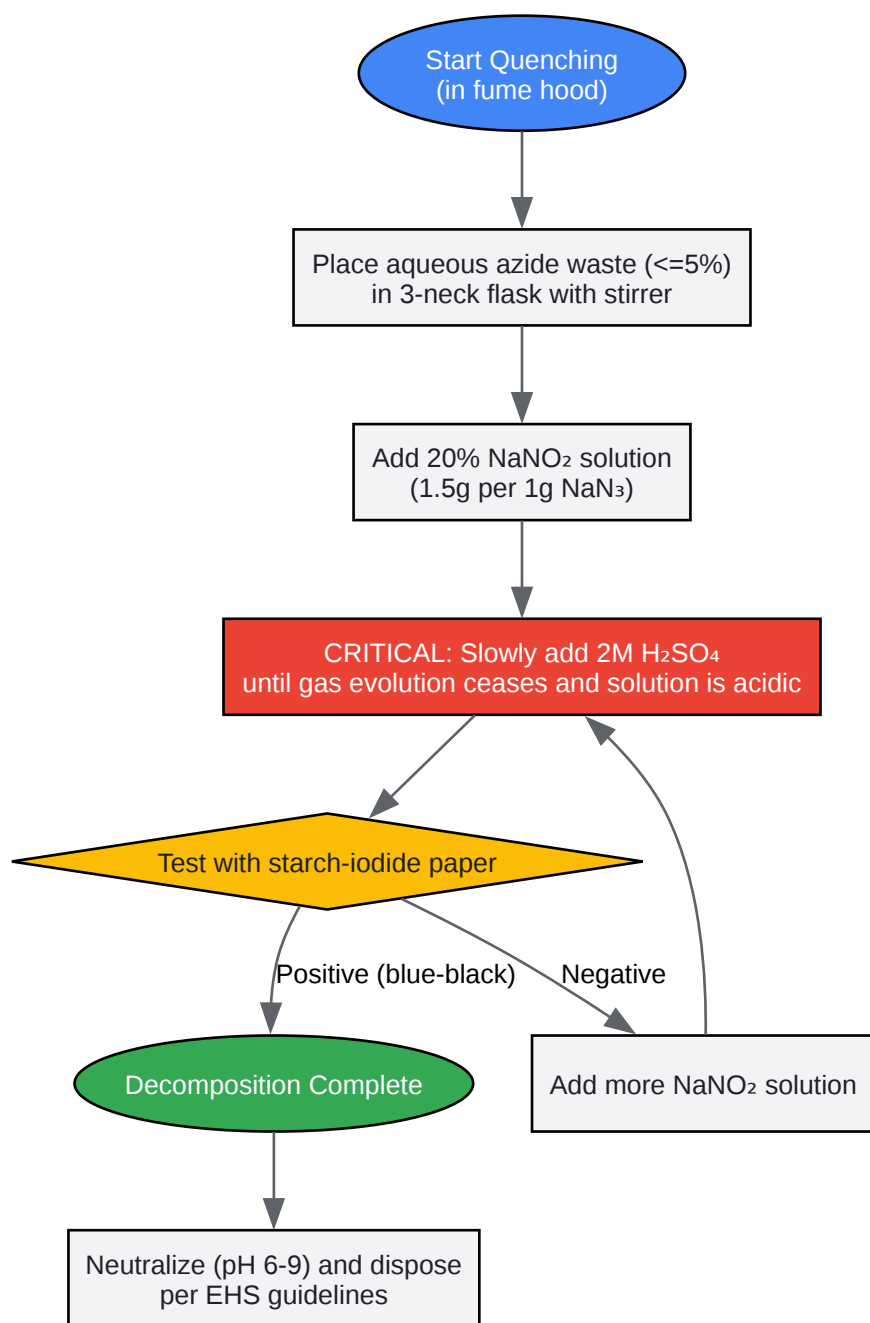 Start Quenching
(in fume hood)
Place aqueous azide waste (<=5%)
in 3-neck flask with stirrer
Add 20% NaNO₂ solution
(1.5g per 1g NaN₃)
CRITICAL: Slowly add 2M H₂SO₄
until gas evolution ceases and solution is acidic
Test with starch-iodide paper
Positive (blue-black)
Negative
Decomposition Complete
Add more NaNO₂ solution
Neutralize (pH 6-9) and dispose
per EHS guidelines